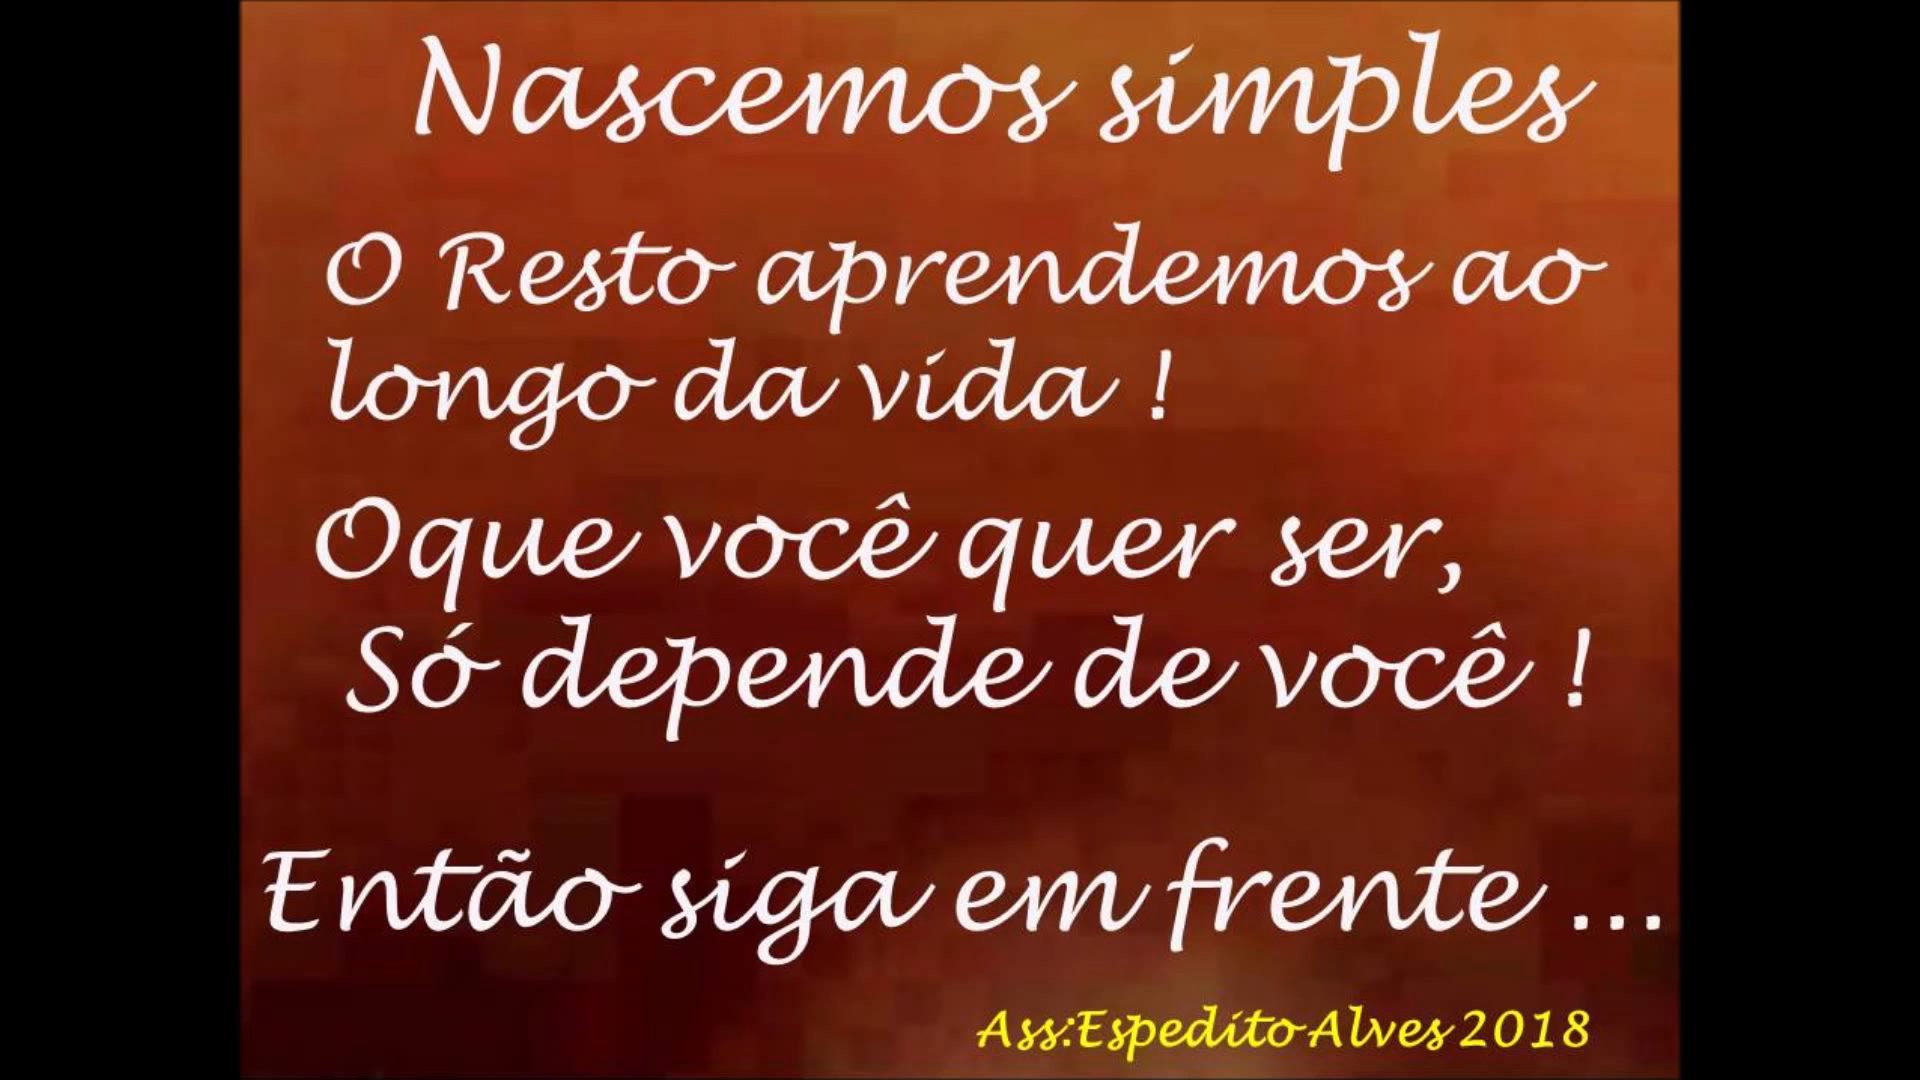 Nascemos simples
O Resto aprendemos ao
longo da vida !
Oque você quer ser,
Só depende de você !
Então siga em frente ...
Ass:Espedito Alves 2018